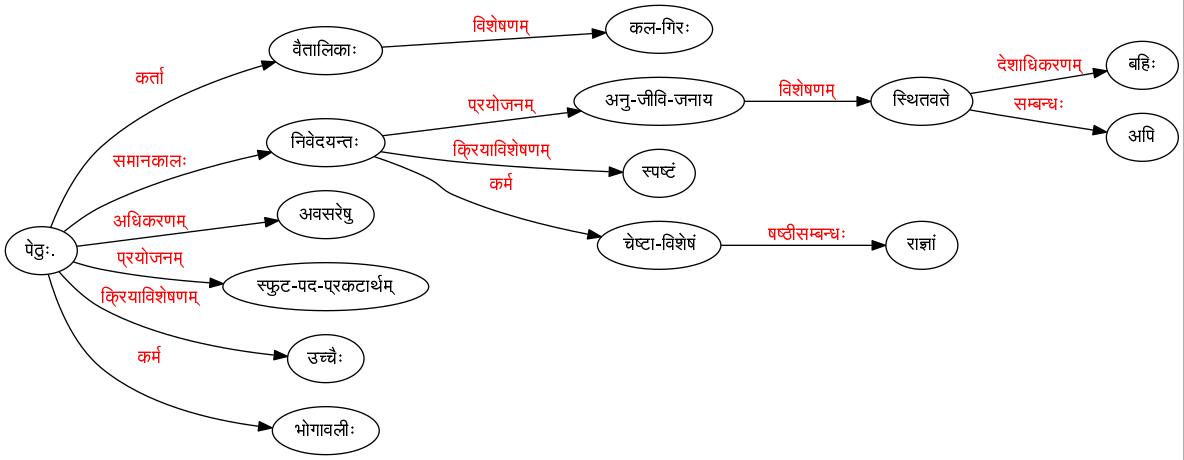 विशेषणम्
कल-गिरः
वैतालिकाः
बहिः
देशाधिकरणम्
कर्ता
विशेषणम्
प्रयोजनम्
अनु-जीवि-जनाय
स्थितवते
सम्बन्धः
अपि
निवेदयन्तः
समानकालः
क्रियाविशेषणम्
स्पष्टं
कर्म
अवसरेषु
अधिकरणम्
षष्ठीसम्बन्धः
चेष्टा-विशेषं
राज्ञां
पेठुः.
प्रयोजनम्
स्फुट-पद-प्रकटार्थम्
क्रियाविशेषणम्
उच्चैः
कर्म
भोगावलीः